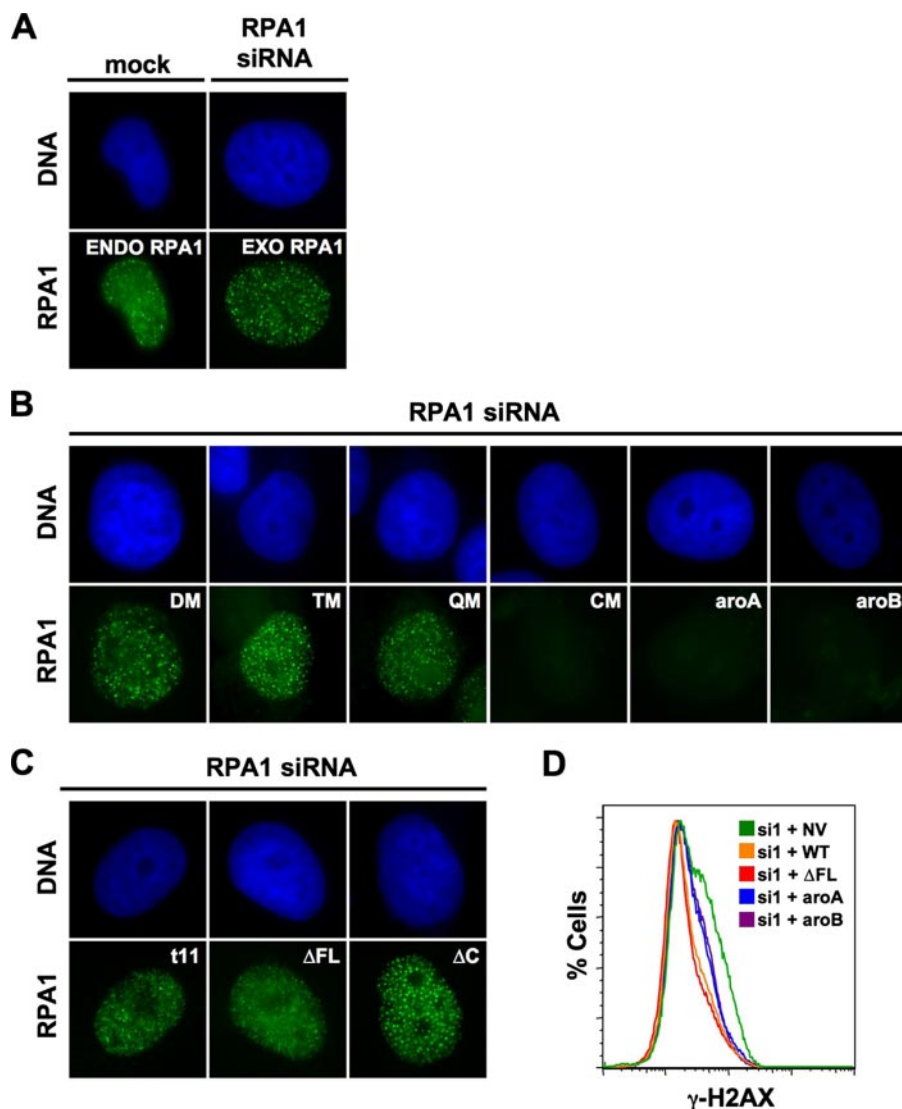 A
mock
RPA1
siRNA
DNA
RPA1
ENDO RPA1
EXO RPA1
B
RPA1 siRNA
DNA
RPA1
DM
TM
QM
CM
aroA
aroB
C
RPA1 siRNA
DNA
RPA1
t11
ΔFL
ΔC
D
% Cells
si1 + NV
si1 + WT
si1 + ΔFL
si1 + aroA
si1 + aroB
γ-H2AX